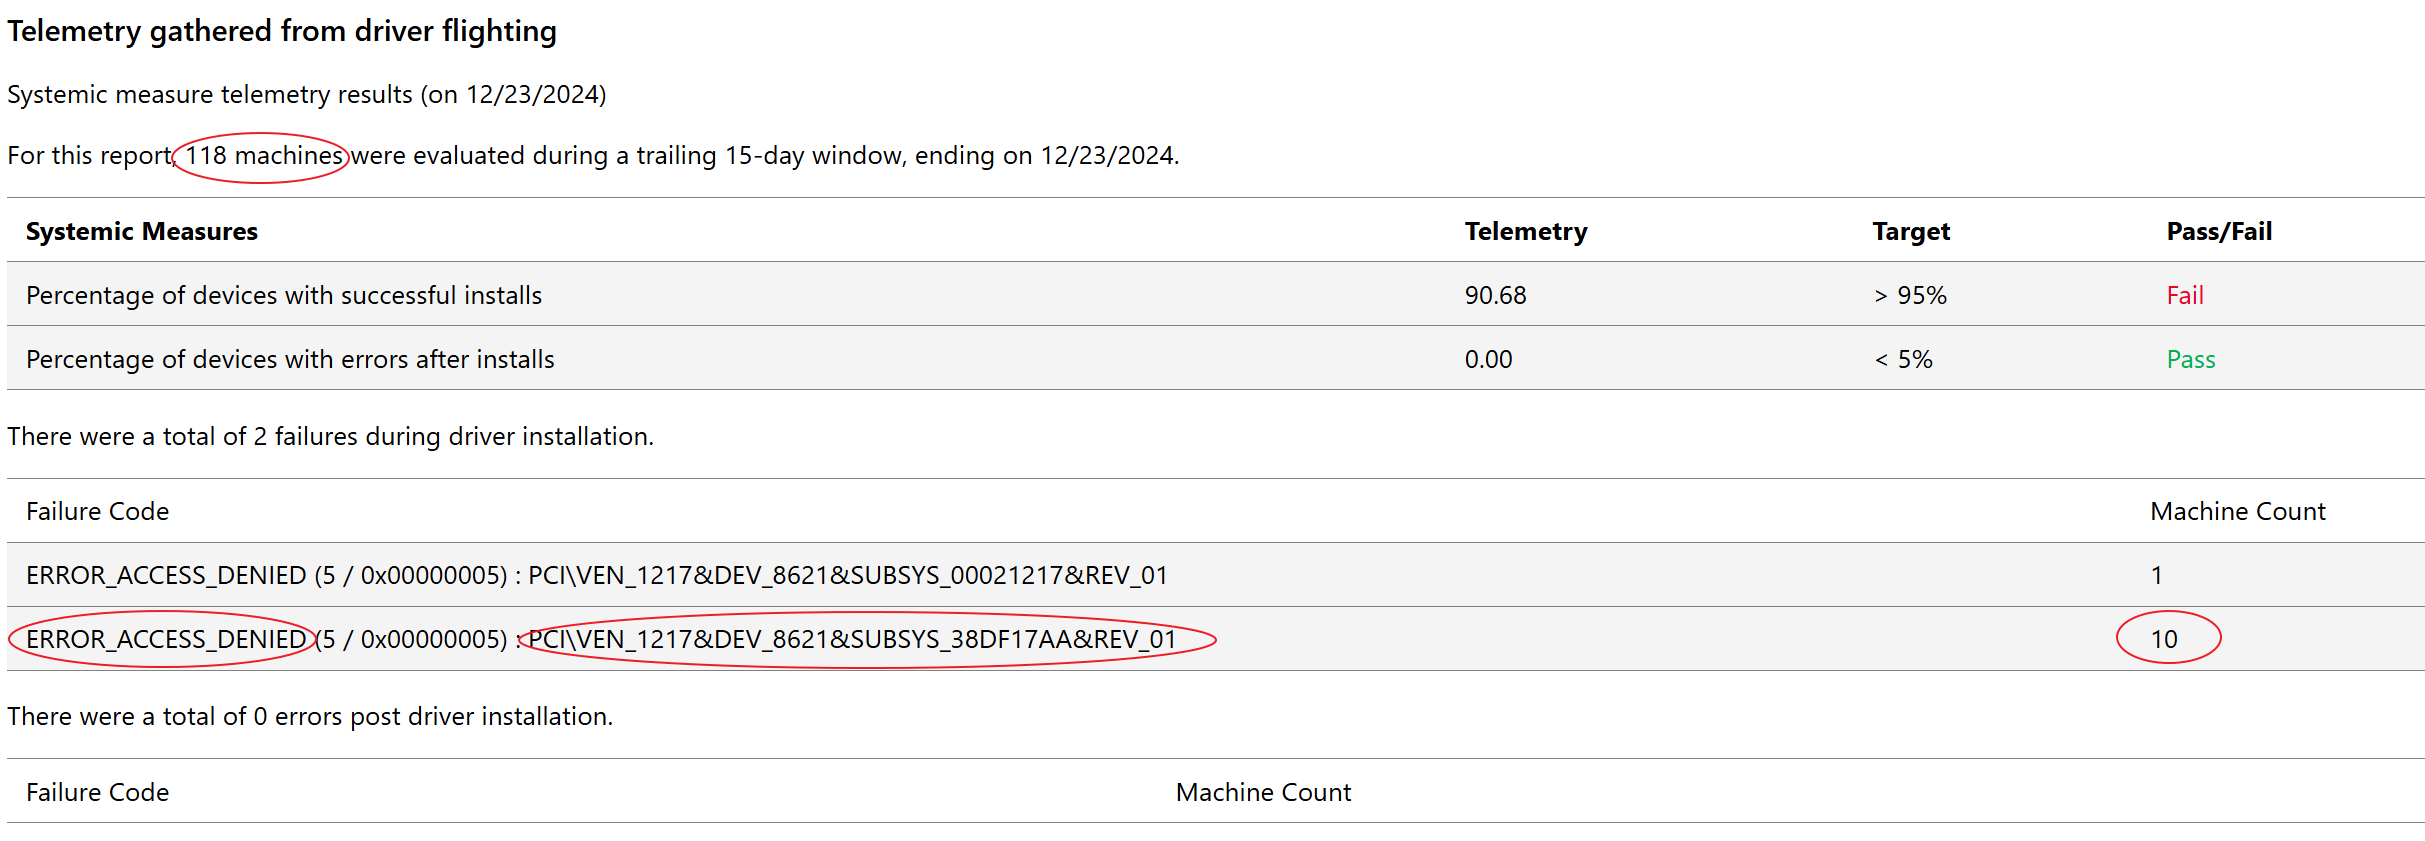 Telemetry gathered from driver flighting
Systemic measure telemetry results (on 12/23/2024)
For this report, 118 machines were evaluated during a trailing 15-day window, ending on 12/23/2024.
Systemic Measures Telemetry Target Pass/Fail
Percentage of devices with successful installs 90.68 > 95% Fail
Percentage of devices with errors after installs 0.00 < 5% Pass
There were a total of 2 failures during driver installation.
Failure Code Machine Count
ERROR_ACCESS_DENIED (5 / 0x00000005) : PCI\VEN_1217&DEV_8621&SUBSYS_00021217&REV_01 1
ERROR_ACCESS_DENIED (5 / 0x00000005) : PCI\VEN_1217&DEV_8621&SUBSYS_38DF17AA&REV_01 10
There were a total of 0 errors post driver installation.
Failure Code Machine Count